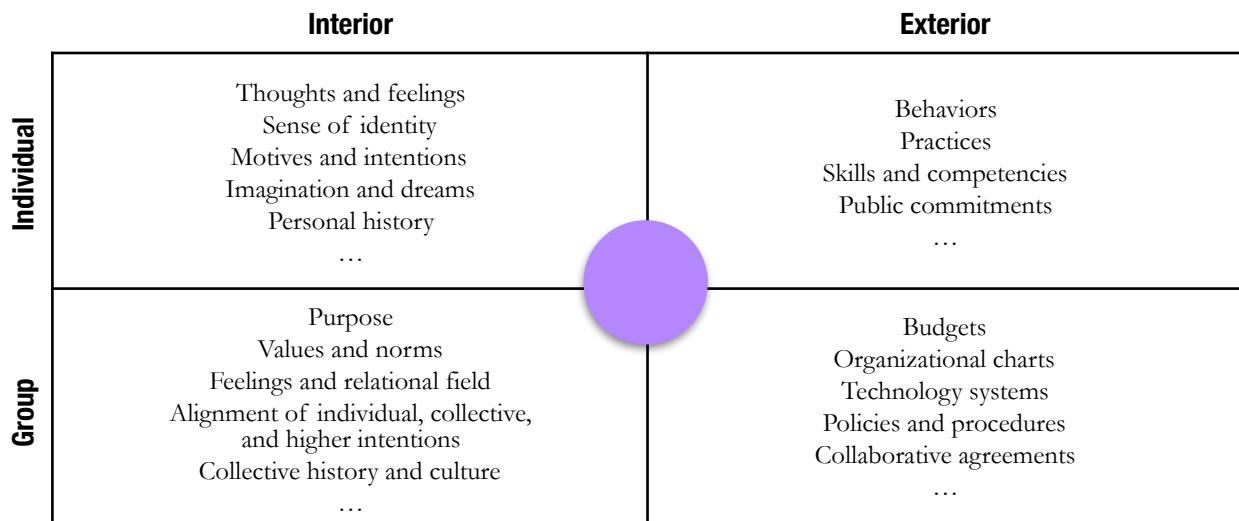 Interior
Exterior
Individual
Thoughts and feelings
Sense of identity
Motives and intentions
Imagination and dreams
Personal history
…
Behaviors
Practices
Skills and competencies
Public commitments
…
Group
Purpose
Values and norms
Feelings and relational field
Alignment of individual, collective,
and higher intentions
Collective history and culture
…
Budgets
Organizational charts
Technology systems
Policies and procedures
Collaborative agreements
…